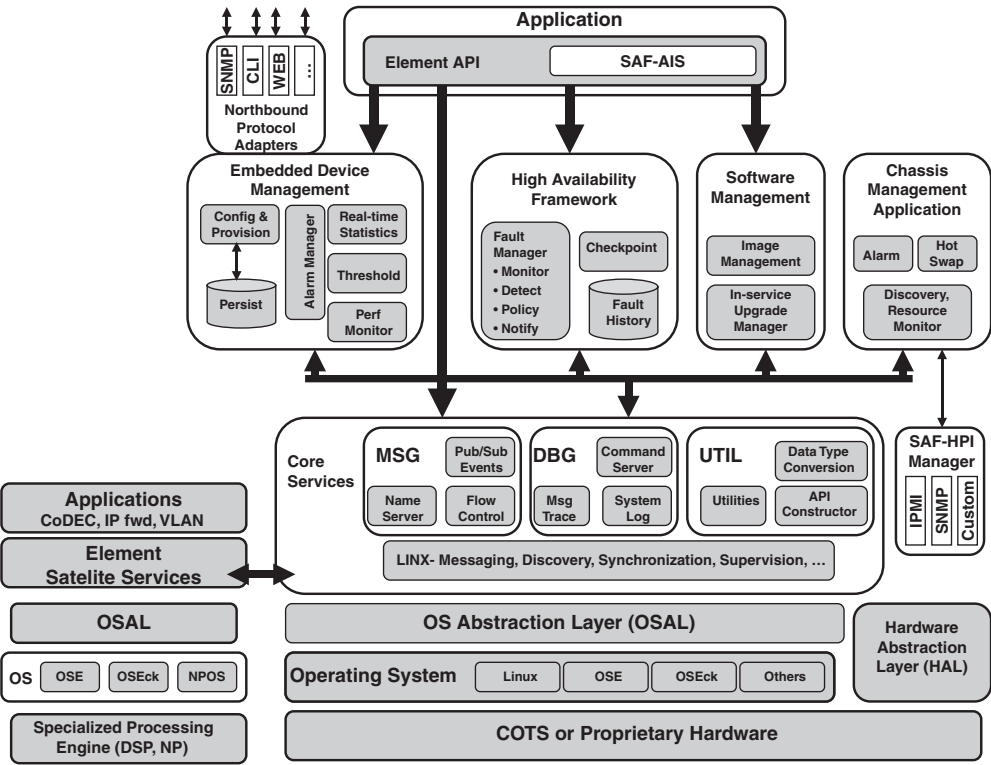 Application
Element API
SAF-AIS
SNMP
CLI
WEB
...
Northbound
Protocol
Adapters
Embedded Device
Management
Config &
Provision
Persist
Alarm Manager
Real-time
Statistics
Threshold
Perf
Monitor
High Availability
Framework
Fault
Manager
• Monitor
• Detect
• Policy
• Notify
Checkpoint
Fault
History
Software
Management
Image
Management
In-service
Upgrade
Manager
Chassis
Management
Application
Alarm
Hot
Swap
Discovery,
Resource
Monitor
Core
Services
MSG
Pub/Sub
Events
Name
Server
Flow
Control
DBG
Command
Server
Msg
Trace
System
Log
UTIL
Data Type
Conversion
Utilities
API
Constructor
LINX- Messaging, Discovery, Synchronization, Supervision, ...
SAF-HPI
Manager
IPMI
SNMP
Custom
Applications
CoDEC, IP fwd, VLAN
Element
Satelite Services
OSAL
OS
OSE
OSEck
NPOS
Specialized Processing
Engine (DSP, NP)
OS Abstraction Layer (OSAL)
Operating System
Linux
OSE
OSEck
Others
COTS or Proprietary Hardware
Hardware
Abstraction
Layer (HAL)